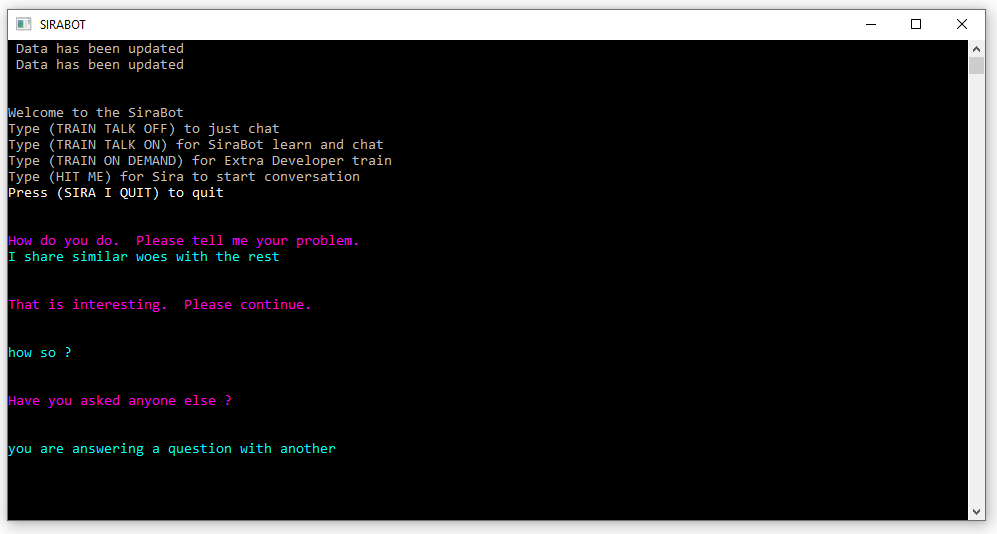 SIRABOT
Data has been updated
Data has been updated
Welcome to the SiraBot
Type (TRAIN TALK OFF) to just chat
Type (TRAIN TALK ON) for SiraBot learn and chat
Type (TRAIN ON DEMAND) for Extra Developer train
Type (HIT ME) for Sira to start conversation
Press (SIRA I QUIT) to quit
How do you do.  Please tell me your problem.
I share similar woes with the rest
That is interesting.  Please continue.
how so ?
Have you asked anyone else ?
you are answering a question with another